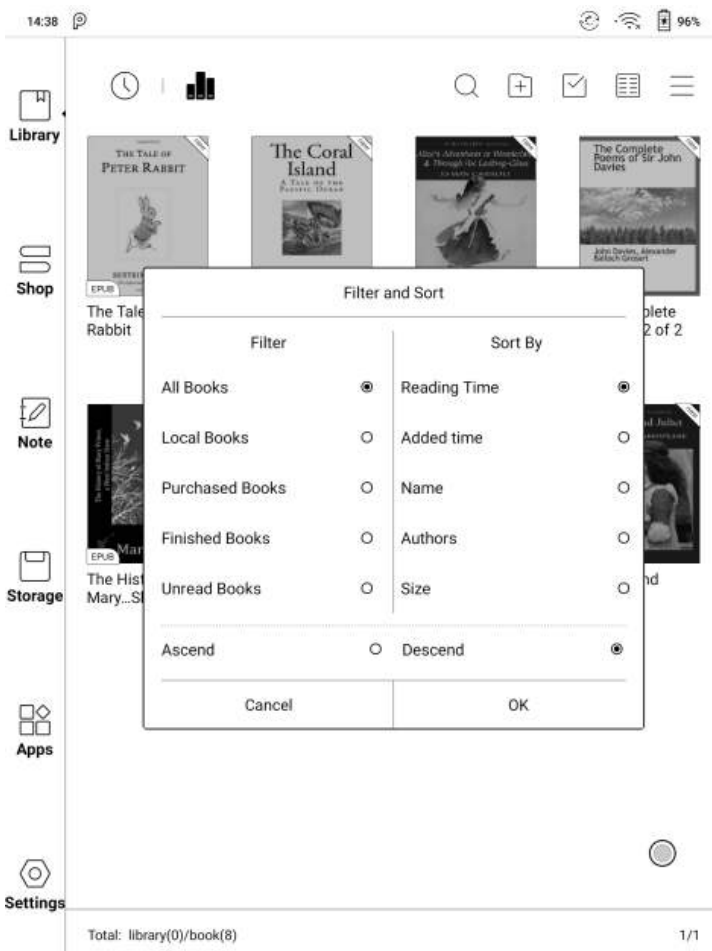 14:38
96%
Library
Shop
Note
Storage
Apps
Settings
THE TALE OF
PETER RABBIT
EPUB
The Tale
Rabbit
The Coral
Island
A TALE OF THE
PACIFIC OCEAN
Alice's Adventures in Wonderland
& Through the Looking-Glass
LEWIS CARROLL
The Complete
Poems of Sir John
Davies
John Davies, Alexander
Balloch Grosart
plete
2 of 2
Mar
EPUB
The Hist
Mary...Sl
nd Juliet
nd
Filter and Sort
Filter
All Books
Local Books
Purchased Books
Finished Books
Unread Books
Sort By
Reading Time
Added time
Name
Authors
Size
Ascend
Descend
Cancel
OK
Total: library(0)/book(8)
1/1